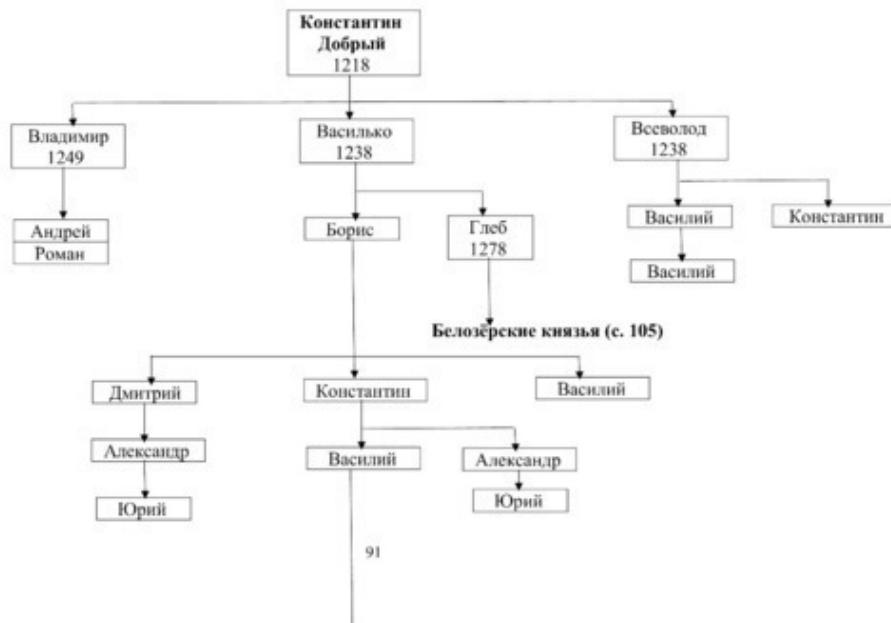 Константин
Добрый
1218
Владимир
1249
Василько
1238
Всеволод
1238
Андрей
Роман
Борис
Глеб
1278
Василий
Константин
Василий
Белозёрские князья (с. 105)
Дмитрий
Константин
Василий
Александр
Василий
Александр
Юрий
Юрий
91